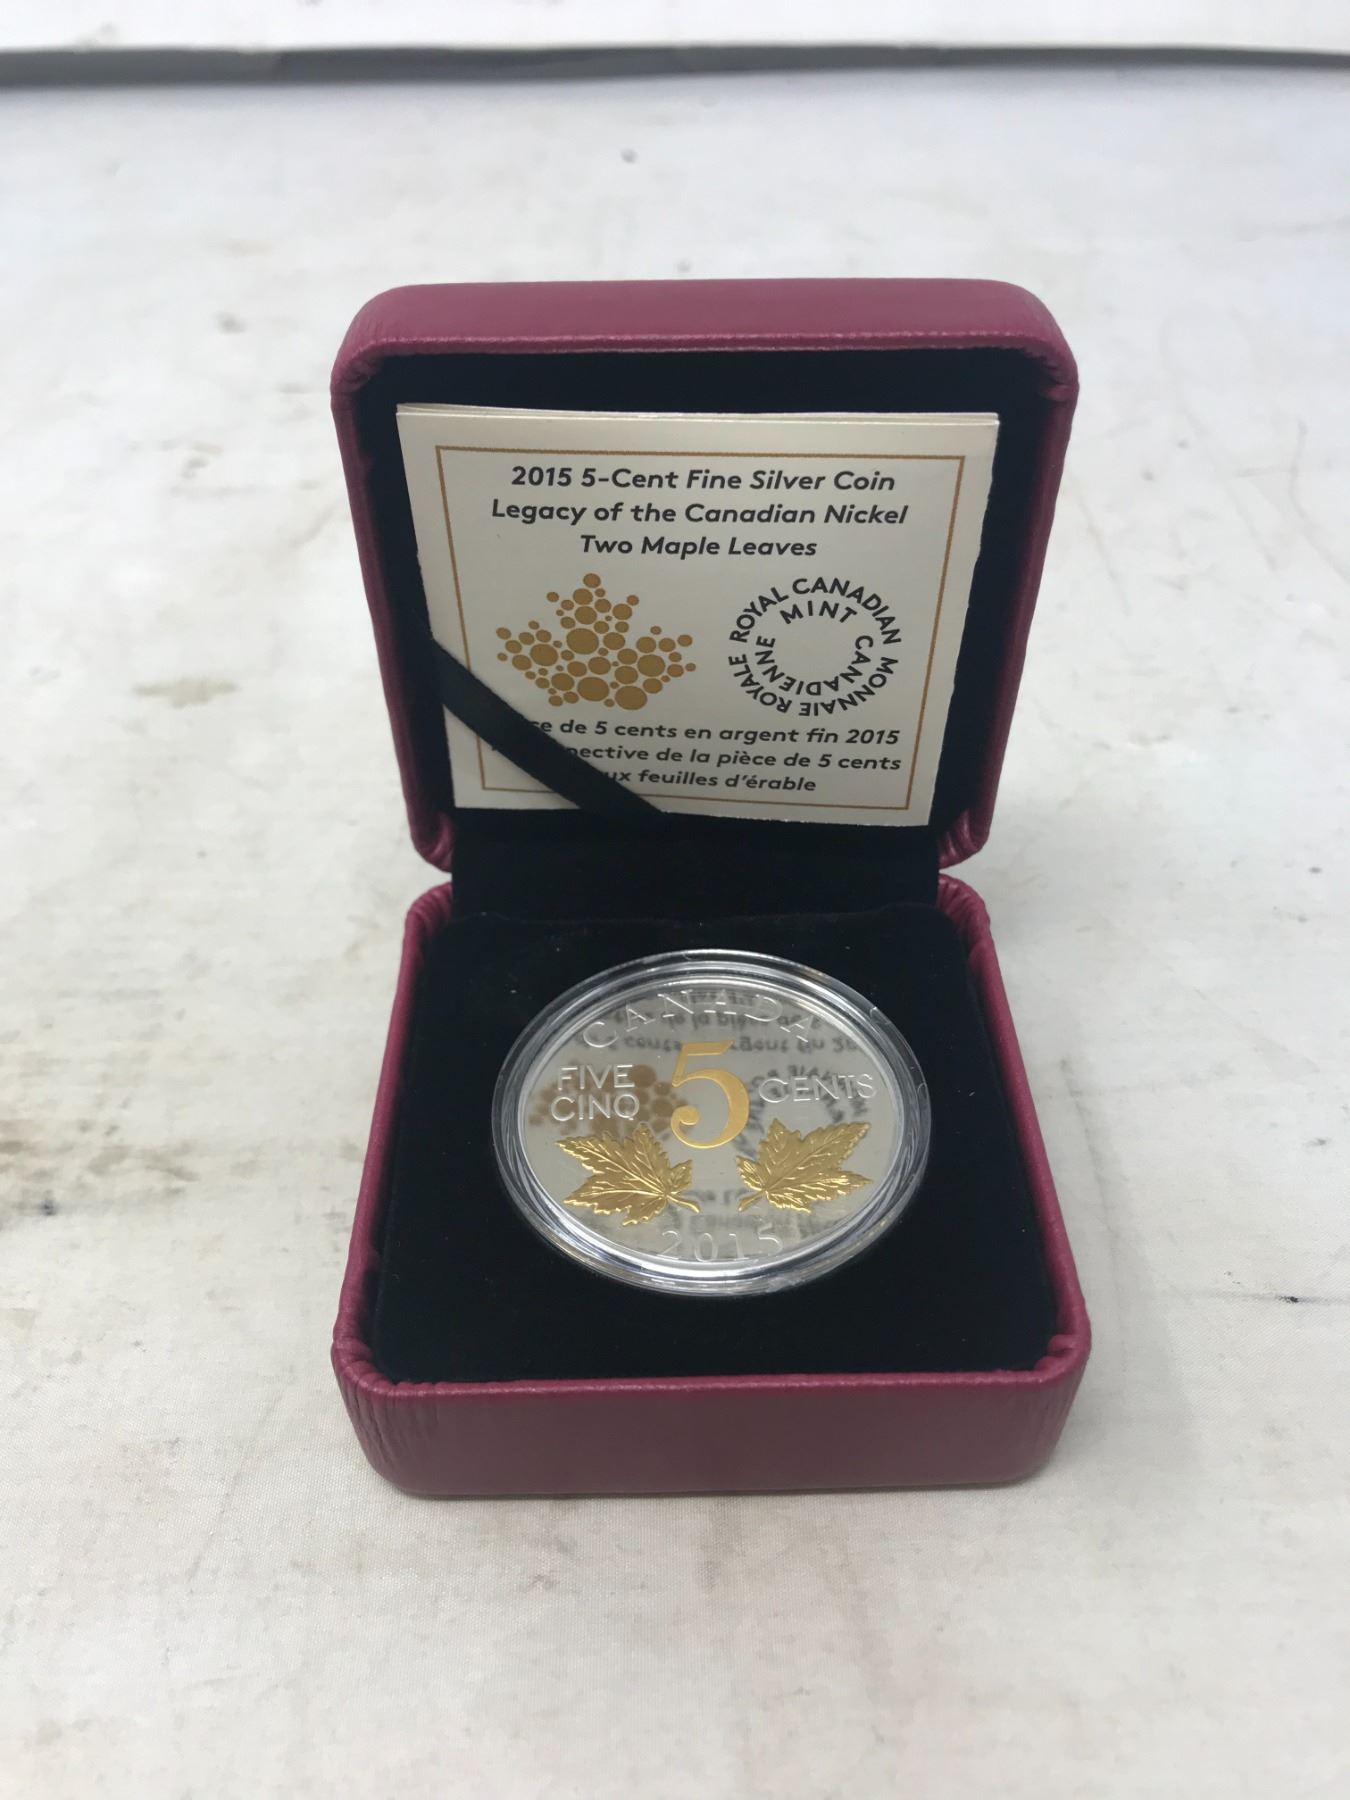 2015 5-Cent Fine Silver Coin
Legacy of the Canadian Nickel
Two Maple Leaves
ROYAL CANADIAN MINT
MONNAIE ROYALE CANADIENNE
de 5 cents en argent fin 2015
de la pièce de 5 cents
feuilles d'érable
CANADA
FIVE 5 CENTS
CINQ
2015